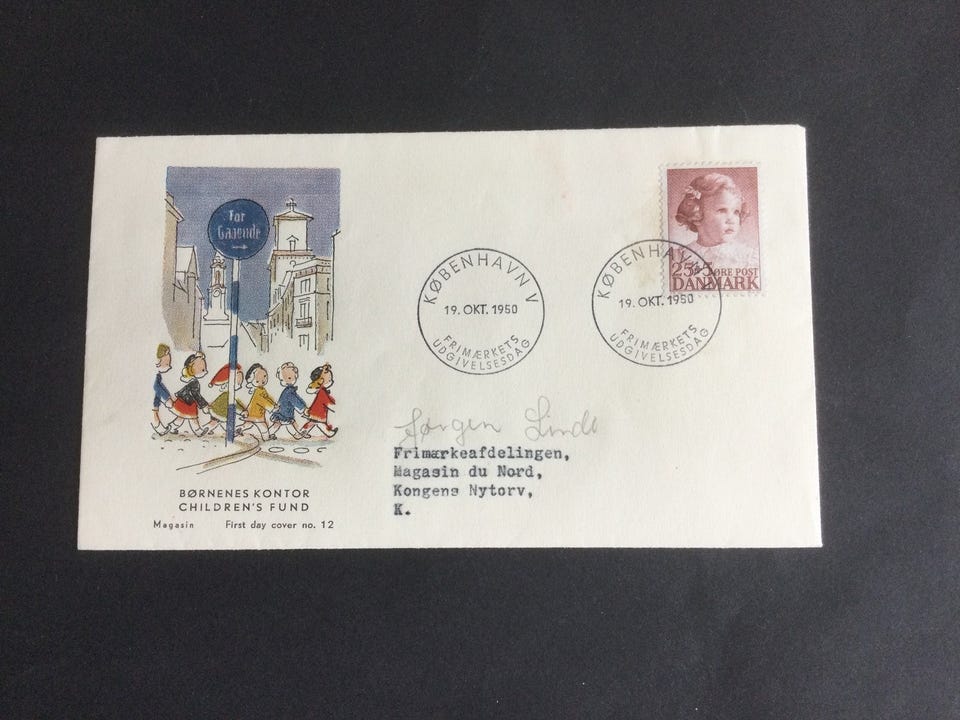 For
Gaaende
→
BØRNENES KONTOR
CHILDREN'S FUND
Magasin First day cover no. 12
KØBENHAVN V
19. OKT. 1950
FRIMÆRKETS
UDGIVELSESDAG
KØBENHAVN V
19. OKT. 1950
FRIMÆRKETS
UDGIVELSESDAG
25+5 ØRE POST
DANMARK
Jørgen Linde
Frimærkeafdelingen,
Magasin du Nord,
Kongens Nytorv,
K.